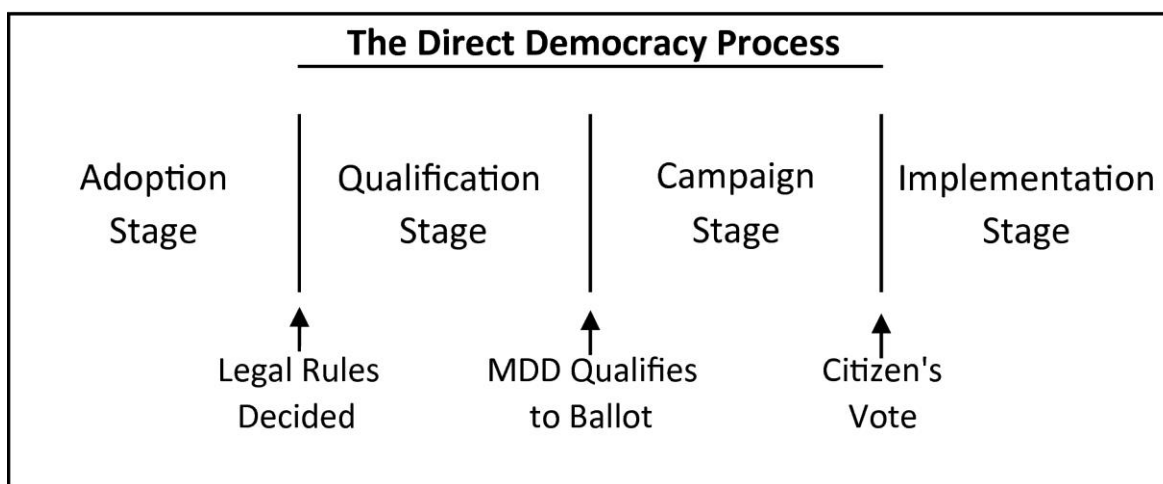 The Direct Democracy Process
Adoption
Stage
Qualification
Stage
Campaign
Stage
Implementation
Stage
Legal Rules
Decided
MDD Qualifies
to Ballot
Citizen's
Vote